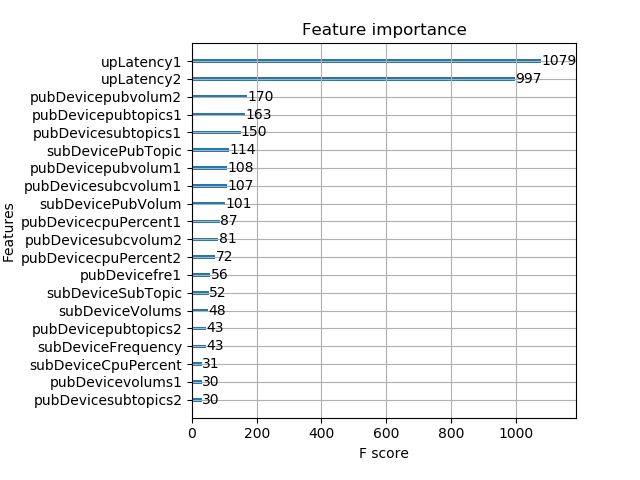 Feature importance
upLatency1 1079
upLatency2 997
pubDevicepubvolum2 170
pubDevicepubtopics1 163
pubDevicesubtopics1 150
subDevicePubTopic 114
pubDevicepubvolum1 108
pubDevicesubcvolum1 107
subDevicePubVolum 101
pubDevicecpuPercent1 87
pubDevicesubcvolum2 81
pubDevicecpuPercent2 72
pubDevicefre1 56
subDeviceSubTopic 52
subDeviceVolums 48
pubDevicepubtopics2 43
subDeviceFrequency 43
subDeviceCpuPercent 31
pubDevicevolums1 30
pubDevicesubtopics2 30
Features
0 200 400 600 800 1000
F score